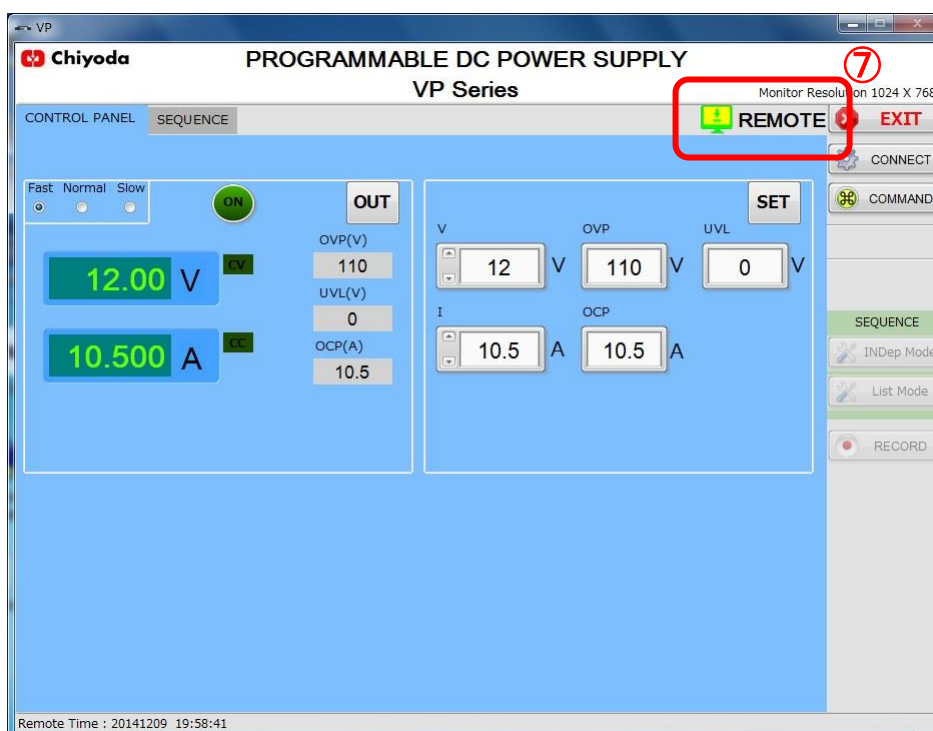 VP
Chiyoda
PROGRAMMABLE DC POWER SUPPLY
VP Series
⑦
Monitor Resolution 1024 X 768
CONTROL PANEL
SEQUENCE
REMOTE
EXIT
CONNECT
COMMAND
Fast Normal Slow
ON
OUT
OVP(V)
110
UVL(V)
0
OCP(A)
10.5
12.00 V
CV
10.500 A
CC
SET
V
OVP
UVL
12 V
110 V
0 V
I
OCP
10.5 A
10.5 A
SEQUENCE
INDep Mode
List Mode
RECORD
Remote Time : 20141209 19:58:41